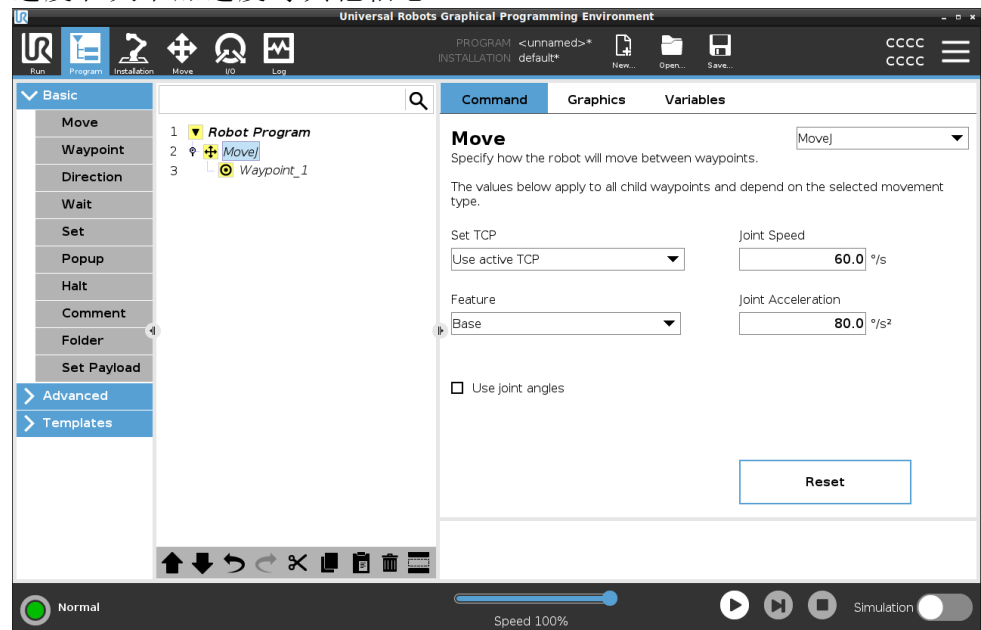 Universal Robots Graphical Programming Environment
PROGRAM <unnamed>*
INSTALLATION default*
CCCC
CCCC
Run
Program
Installation
Move
I/O
Log
New...
Open...
Save...
Basic
Move
Waypoint
Direction
Wait
Set
Popup
Halt
Comment
Folder
Set Payload
Advanced
Templates
1 Robot Program
2 MoveJ
3 Waypoint_1
Command Graphics Variables
Move
MoveJ
Specify how the robot will move between waypoints.
The values below apply to all child waypoints and depend on the selected movement
type.
Set TCP
Use active TCP
Joint Speed
60.0 °/s
Feature
Base
Joint Acceleration
80.0 °/s²
Use joint angles
Reset
Normal
Speed 100%
Simulation